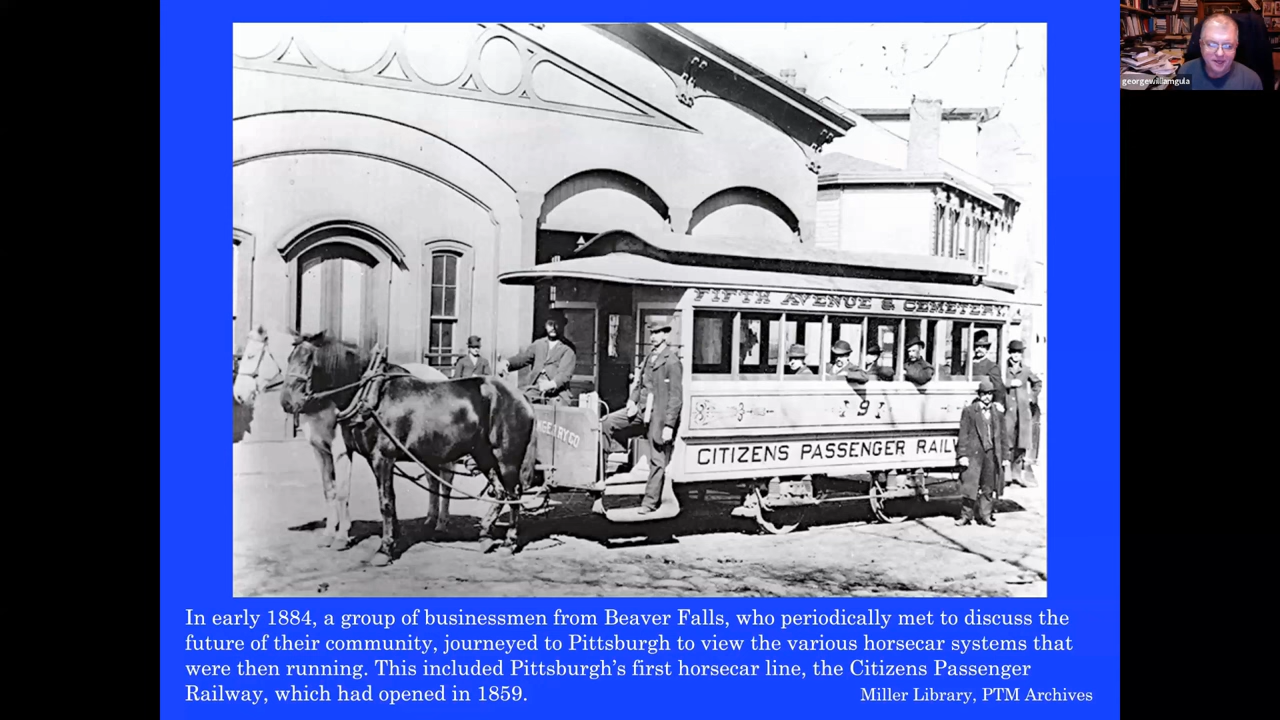 georgewilliamgula
FIFTH AVENUE & CEMETERY
191
CITIZENS PASSENGER RAIL
In early 1884, a group of businessmen from Beaver Falls, who periodically met to discuss the
future of their community, journeyed to Pittsburgh to view the various horsecar systems that
were then running. This included Pittsburgh's first horsecar line, the Citizens Passenger
Railway, which had opened in 1859.
Miller Library, PTM Archives